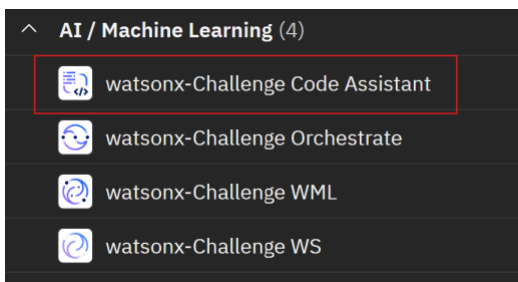 AI / Machine Learning (4)
watsonx-Challenge Code Assistant
watsonx-Challenge Orchestrate
watsonx-Challenge WML
watsonx-Challenge WS